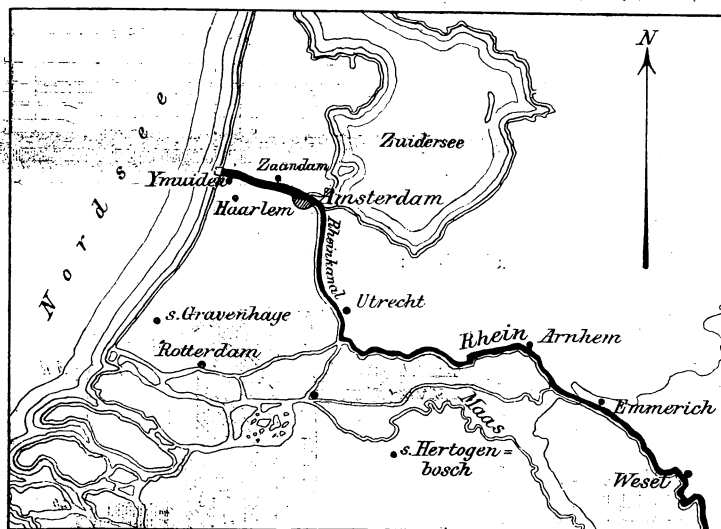 N
Nordsee
Zuidersee
Zaandam
Ymuiden
Amsterdam
Haarlem
Rheinkanal
Utrecht
s.Gravenhage
Rhein
Arnhem
Rotterdam
Maas
Emmerich
s.Hertogen=
bosch
Wesel